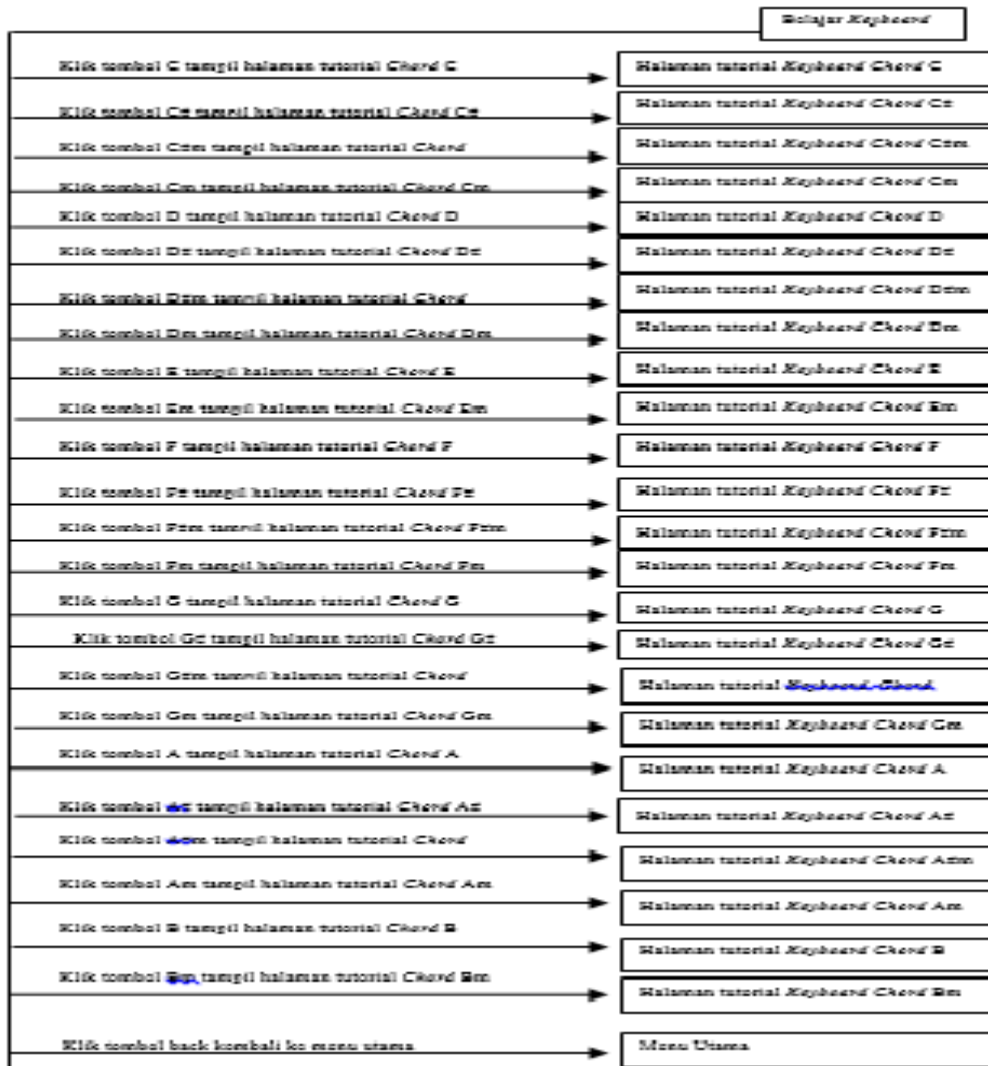 Belajar Keyboard
Klik tombol C tampil halaman tutorial Chord C
Halaman tutorial Keyboard Chord C
Klik tombol C# tampil halaman tutorial Chord C#
Halaman tutorial Keyboard Chord C#
Klik tombol C#m tampil halaman tutorial Chord
Halaman tutorial Keyboard Chord C#m
Klik tombol Cm tampil halaman tutorial Chord Cm
Halaman tutorial Keyboard Chord Cm
Klik tombol D tampil halaman tutorial Chord D
Halaman tutorial Keyboard Chord D
Klik tombol D# tampil halaman tutorial Chord D#
Halaman tutorial Keyboard Chord D#
Klik tombol D#m tampil halaman tutorial Chord
Halaman tutorial Keyboard Chord D#m
Klik tombol Dm tampil halaman tutorial Chord Dm
Halaman tutorial Keyboard Chord Dm
Klik tombol E tampil halaman tutorial Chord E
Halaman tutorial Keyboard Chord E
Klik tombol Em tampil halaman tutorial Chord Em
Halaman tutorial Keyboard Chord Em
Klik tombol F tampil halaman tutorial Chord F
Halaman tutorial Keyboard Chord F
Klik tombol F# tampil halaman tutorial Chord F#
Halaman tutorial Keyboard Chord F#
Klik tombol F#m tampil halaman tutorial Chord F#m
Halaman tutorial Keyboard Chord F#m
Klik tombol Fm tampil halaman tutorial Chord Fm
Halaman tutorial Keyboard Chord Fm
Klik tombol G tampil halaman tutorial Chord G
Halaman tutorial Keyboard Chord G
Klik tombol G# tampil halaman tutorial Chord G#
Halaman tutorial Keyboard Chord G#
Klik tombol G#m tampil halaman tutorial Chord
Halaman tutorial Keyboard Chord
Klik tombol Gm tampil halaman tutorial Chord Gm
Halaman tutorial Keyboard Chord Gm
Klik tombol A tampil halaman tutorial Chord A
Halaman tutorial Keyboard Chord A
Klik tombol A# tampil halaman tutorial Chord A#
Halaman tutorial Keyboard Chord A#
Klik tombol A#m tampil halaman tutorial Chord
Halaman tutorial Keyboard Chord A#m
Klik tombol Am tampil halaman tutorial Chord Am
Halaman tutorial Keyboard Chord Am
Klik tombol B tampil halaman tutorial Chord B
Halaman tutorial Keyboard Chord B
Klik tombol Bm tampil halaman tutorial Chord Bm
Halaman tutorial Keyboard Chord Bm
Klik tombol back kembali ke menu utama
Menu Utama